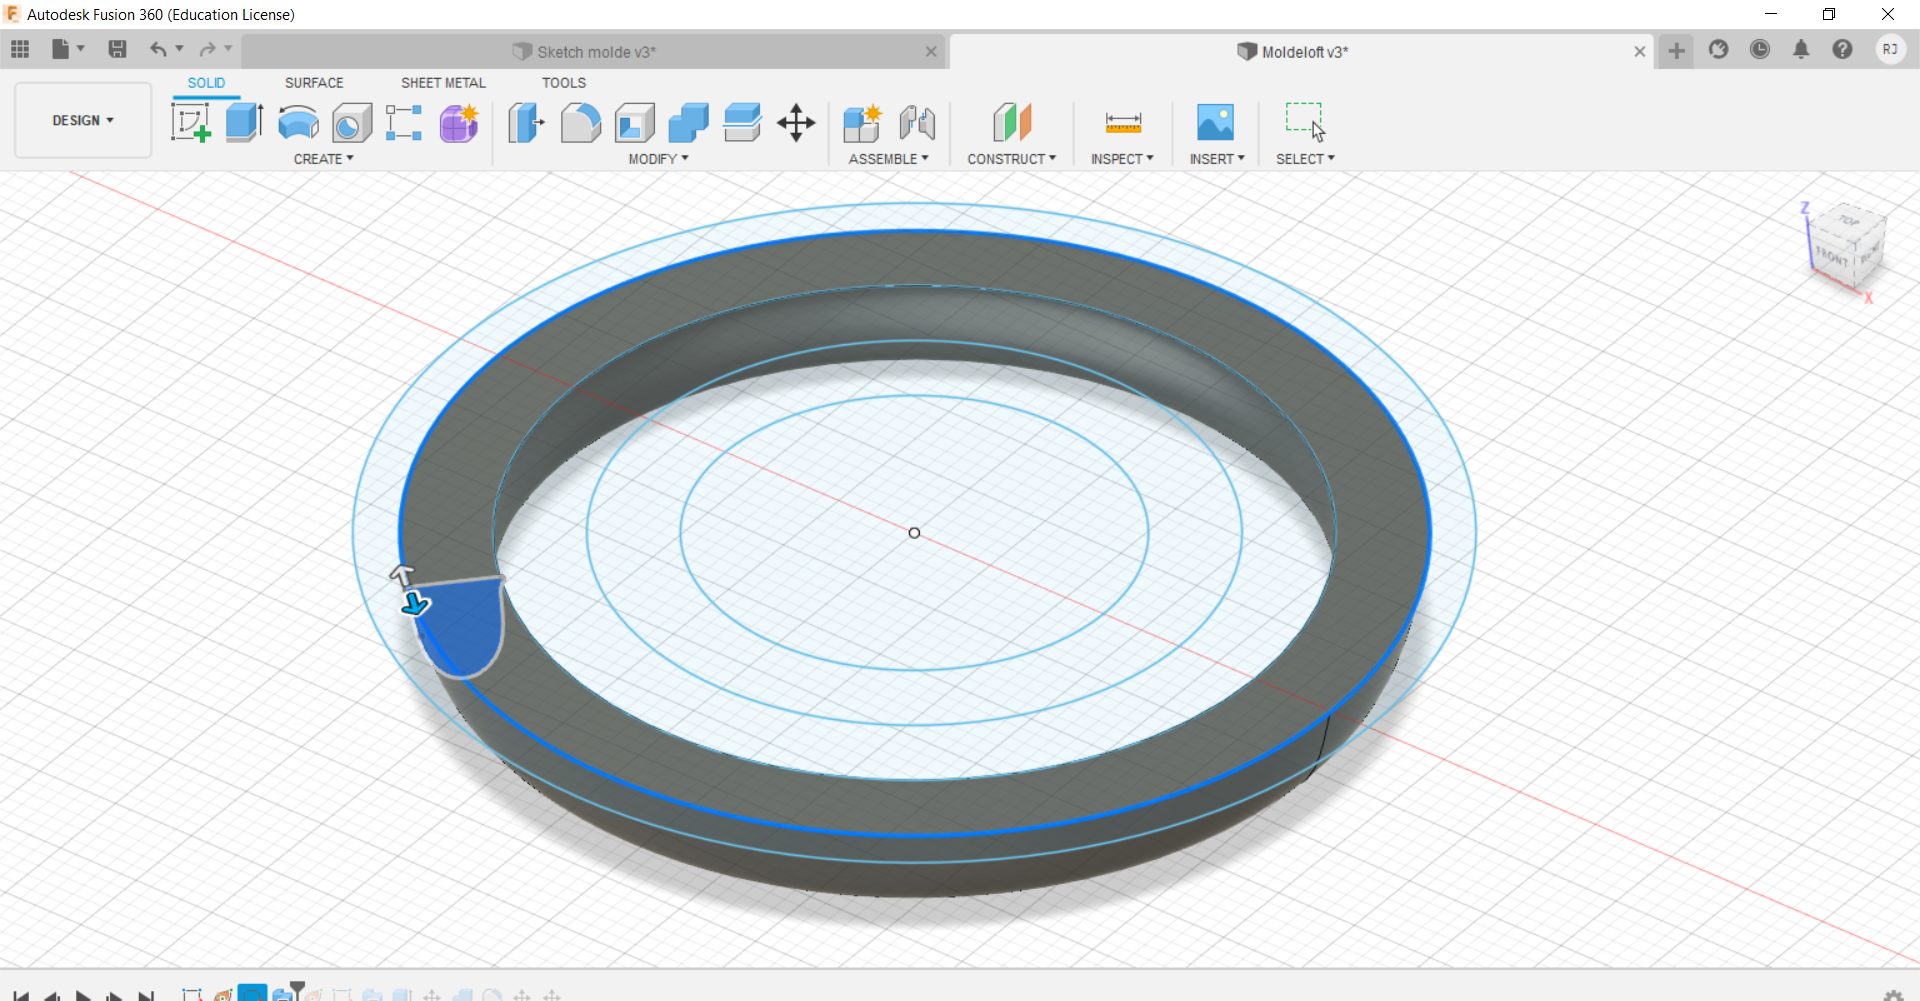 Autodesk Fusion 360 (Education License)
Sketch molde v3*
Moldeloft v3*
RJ
SOLID
SURFACE
SHEET METAL
TOOLS
DESIGN
CREATE
MODIFY
ASSEMBLE
CONSTRUCT
INSPECT
INSERT
SELECT
Z
TOP
FRONT
X